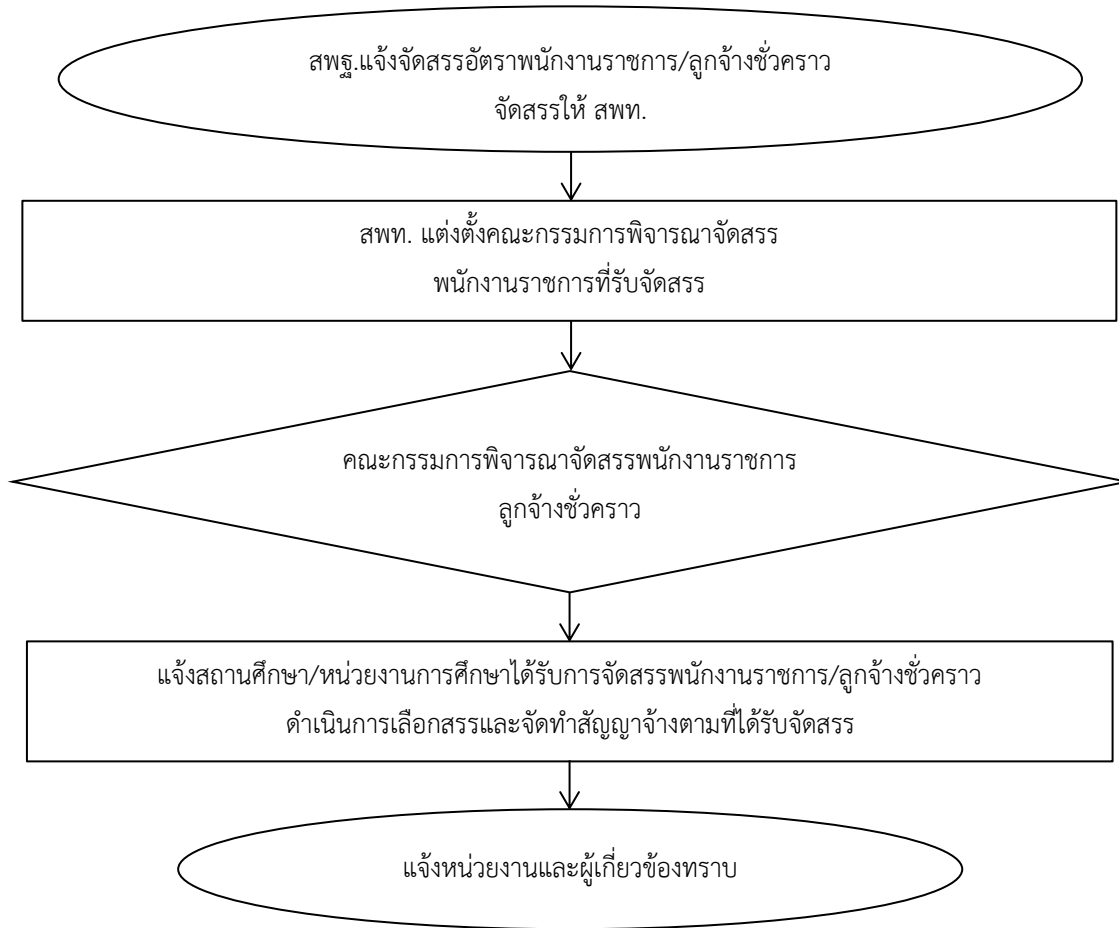 สพฐ.แจ้งจัดสรรอัตราพนักงานราชการ/ลูกจ้างชั่วคราว
จัดสรรให้ สพท.
สพท. แต่งตั้งคณะกรรมการพิจารณาจัดสรร
พนักงานราชการที่รับจัดสรร
คณะกรรมการพิจารณาจัดสรรพนักงานราชการ
ลูกจ้างชั่วคราว
แจ้งสถานศึกษา/หน่วยงานการศึกษาได้รับการจัดสรรพนักงานราชการ/ลูกจ้างชั่วคราว
ดำเนินการเลือกสรรและจัดทำสัญญาจ้างตามที่ได้รับจัดสรร
แจ้งหน่วยงานและผู้เกี่ยวข้องทราบ